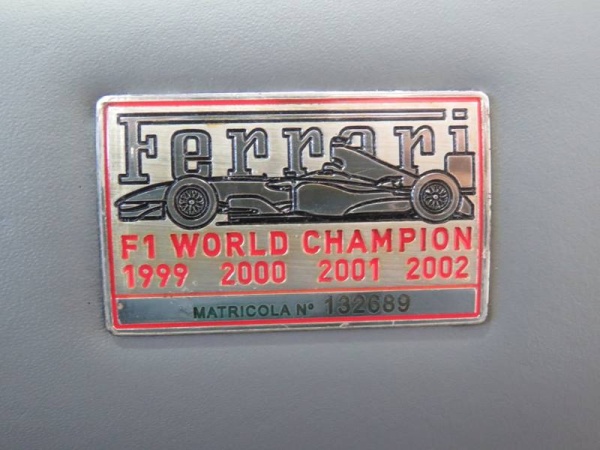 Ferrari
F1 WORLD CHAMPION
1999 2000 2001 2002
MATRICOLA Nº 132689